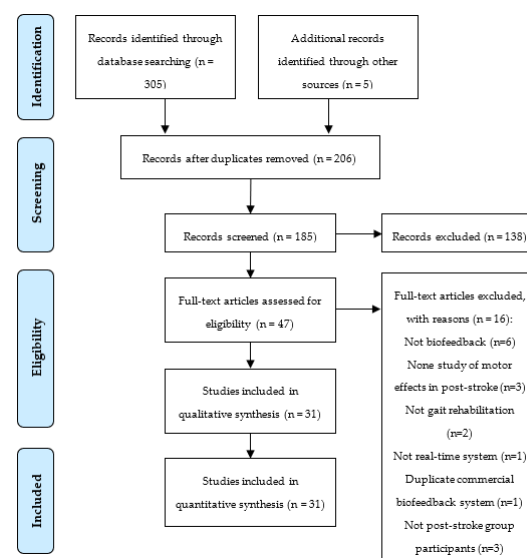 Identification
Records identified through
database searching (n =
305)
Additional records
identified through other
sources (n = 5)
Records after duplicates removed (n = 206)
Screening
Records screened (n = 185)
Records excluded (n = 138)
Eligibility
Full-text articles assessed for
eligibility (n = 47)
Full-text articles excluded,
with reasons (n = 16):
Not biofeedback (n=6)
None study of motor
effects in post-stroke (n=3)
Not gait rehabilitation
(n=2)
Not real-time system (n=1)
Duplicate commercial
biofeedback system (n=1)
Not post-stroke group
participants (n=3)
Studies included in
qualitative synthesis (n = 31)
Included
Studies included in
quantitative synthesis (n = 31)